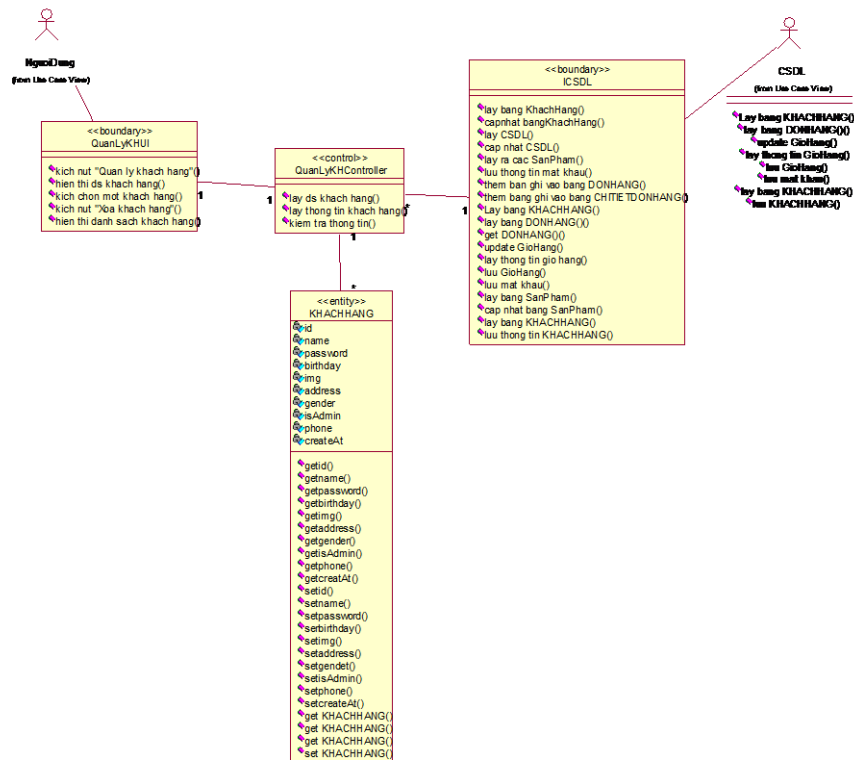 NguoiDung
(from Use Case View)
<<boundary>>
QuanLyKHUI
kich nut "Quan ly khach hang"()
hien thi ds khach hang()
kich chon mot khach hang()
kich nut "Xoa khach hang"()
hien thi danh sach khach hang()
1
1
<<control>>
QuanLyKHController
lay ds khach hang()
lay thong tin khach hang()
kiem tra thong tin()
*
1
1
*
<<entity>>
KHACHHANG
id
name
password
birthday
img
address
gender
isAdmin
phone
createAt
getid()
getname()
getpassword()
getbirthday()
getimg()
getaddress()
getgender()
getisAdmin()
getphone()
getcreatAt()
setid()
setname()
setpassword()
serbirthday()
setimg()
setaddress()
setgendet()
setisAdmin()
setphone()
setcreateAt()
get KHACHHANG()
get KHACHHANG()
get KHACHHANG()
set KHACHHANG()
<<boundary>>
ICSDL
lay bang KhachHang()
capnhat bangKhachHang()
lay CSDL()
cap nhat CSDL()
lay ra cac SanPham()
luu thong tin mat khau()
them ban ghi vao bang DONHANG()
them ban ghi vao bang CHITIETDONHANG()
Lay bang KHACHHANG()
lay bang DONHANG()()
get DONHANG()()
update GioHang()
lay thong tin gio hang()
luu GioHang()
luu mat khau()
lay bang SanPham()
cap nhat bang SanPham()
lay bang KHACHHANG()
luu thong tin KHACHHANG()
CSDL
(from Use Case View)
Lay bang KHACHHANG()
lay bang DONHANG()
update GioHang()
lay thong tin GioHang()
luu GioHang()
luu mat khau()
lay bang KHACHHANG()
luu KHACHHANG()